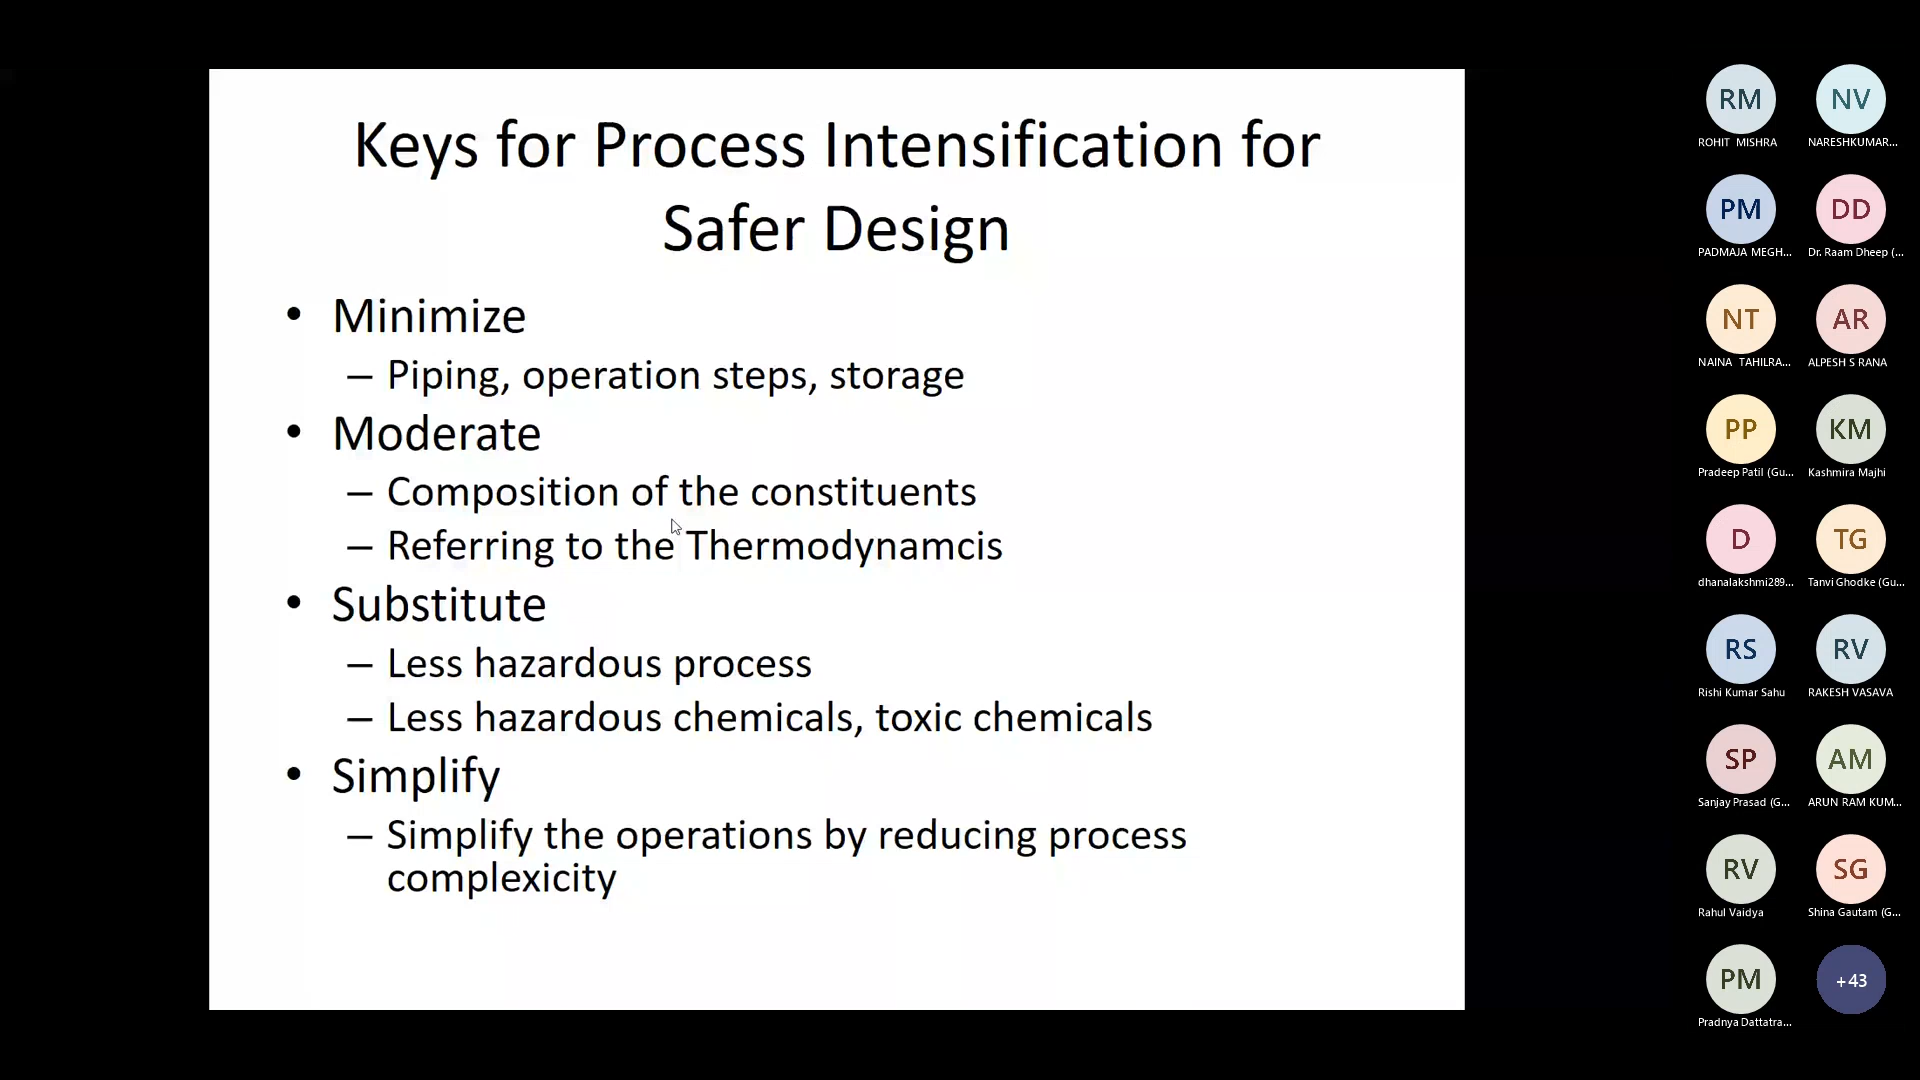 Keys for Process Intensification for
Safer Design
• Minimize
– Piping, operation steps, storage
• Moderate
– Composition of the constituents
– Referring to the Thermodynamcis
• Substitute
– Less hazardous process
– Less hazardous chemicals, toxic chemicals
• Simplify
– Simplify the operations by reducing process
complexicity
RM NV
ROHIT MISHRA NARESHKUMAR...
PM DD
PADMAJA MEGH... Dr. Raam Dheep (...
NT AR
NAINA TAHILRA... ALPESH S RANA
PP KM
Pradeep Patil (Gu... Kashmira Majhi
D TG
dhanalakshmi289... Tanvi Ghodke (Gu...
RS RV
Rishi Kumar Sahu RAKESH VASAVA
SP AM
Sanjay Prasad (G... ARUN RAM KUM...
RV SG
Rahul Vaidya Shina Gautam (G...
PM +43
Pradnya Dattatra...